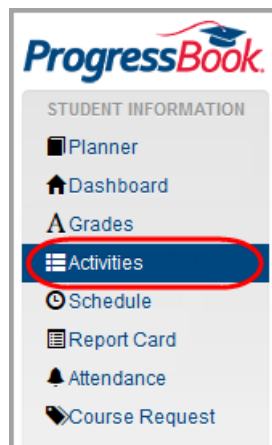 ProgressBook.
STUDENT INFORMATION
Planner
Dashboard
Grades
Activities
Schedule
Report Card
Attendance
Course Request